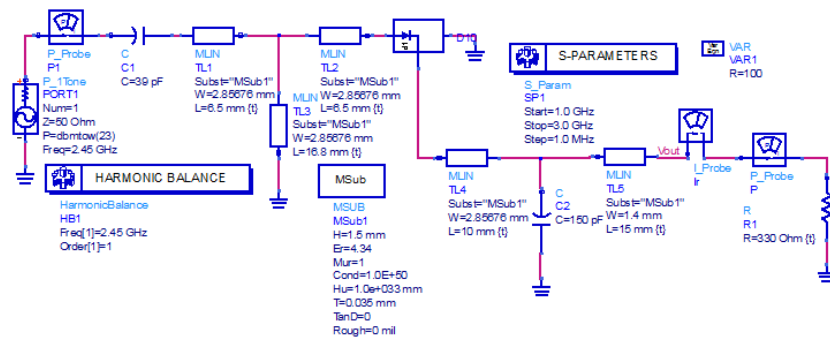 P_Probe
P1
P_1Tone
PORT1
Num=1
Z=50 Ohm
P=dbmtow(23)
Freq=2.45 GHz
C
C1
C=39 pF
MLIN
TL1
Subst="MSub1"
W=2.85676 mm
L=6.5 mm {t}
MLIN
TL2
Subst="MSub1"
W=2.85676 mm
L=6.5 mm {t}
MLIN
TL3
Subst="MSub1"
W=2.85676 mm
L=16.8 mm {t}
HARMONIC BALANCE
HarmonicBalance
HB1
Freq[1]=2.45 GHz
Order[1]=1
MSub
MSUB
MSub1
H=1.5 mm
Er=4.34
Mur=1
Cond=1.0E+50
Hu=1.0e+033 mm
T=0.035 mm
TanD=0
Rough=0 mil
S-PARAMETERS
S_Param
SP1
Start=1.0 GHz
Stop=3.0 GHz
Step=1.0 MHz
Var
Eqn
VAR
VAR1
R=100
MLIN
TL4
Subst="MSub1"
W=2.85676 mm
L=10 mm {t}
C
C2
C=150 pF
MLIN
TL5
Subst="MSub1"
W=1.4 mm
L=15 mm {t}
Vout
I_Probe
Ir
P_Probe
P
R
R1
R=330 Ohm {t}